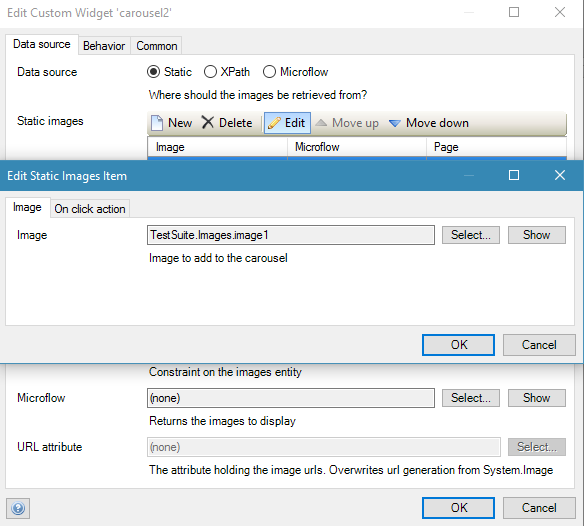 Edit Custom Widget 'carousel2'
Data source Behavior Common
Data source Static XPath Microflow
Where should the images be retrieved from?
Static images New Delete Edit Move up Move down
Image Microflow Page
Edit Static Images Item
Image On click action
Image TestSuite.Images.image1 Select... Show
Image to add to the carousel
OK Cancel
Constraint on the images entity
Microflow (none) Select... Show
Returns the images to display
URL attribute (none) Select...
The attribute holding the image urls. Overwrites url generation from System.Image
? OK Cancel